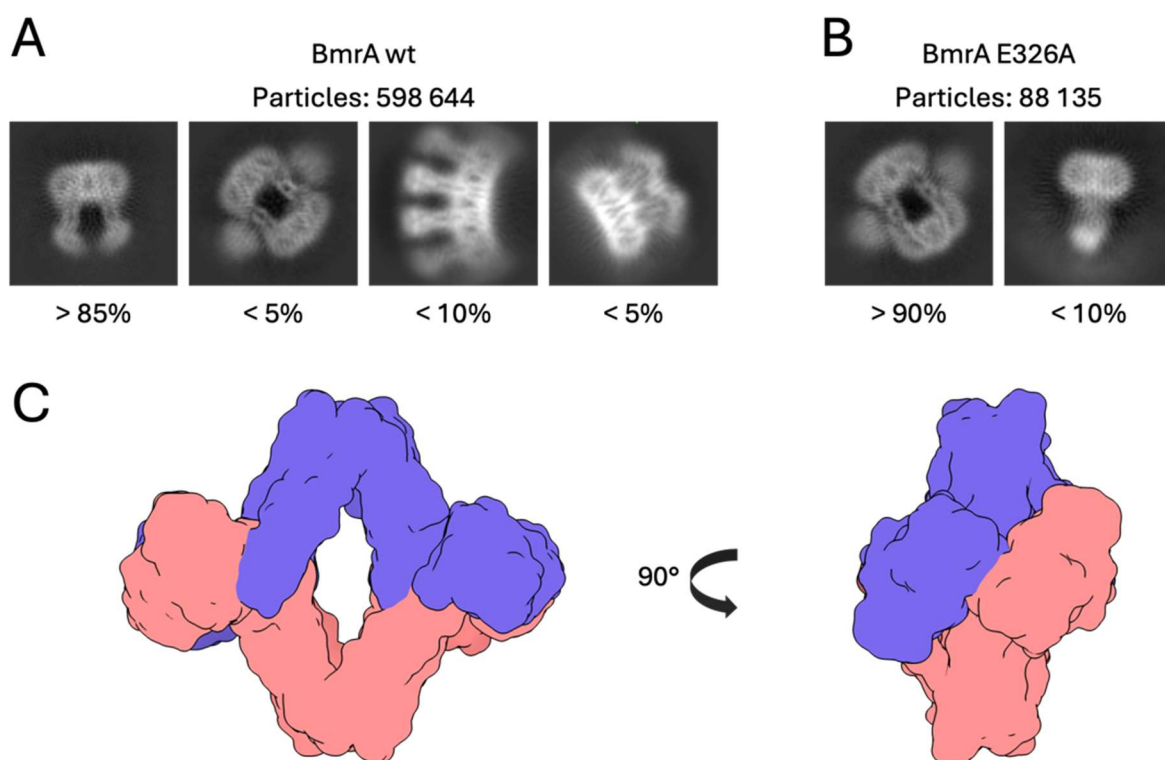 A
BmrA wt
Particles: 598 644
> 85%
< 5%
< 10%
< 5%
B
BmrA E326A
Particles: 88 135
> 90%
< 10%
C
90°